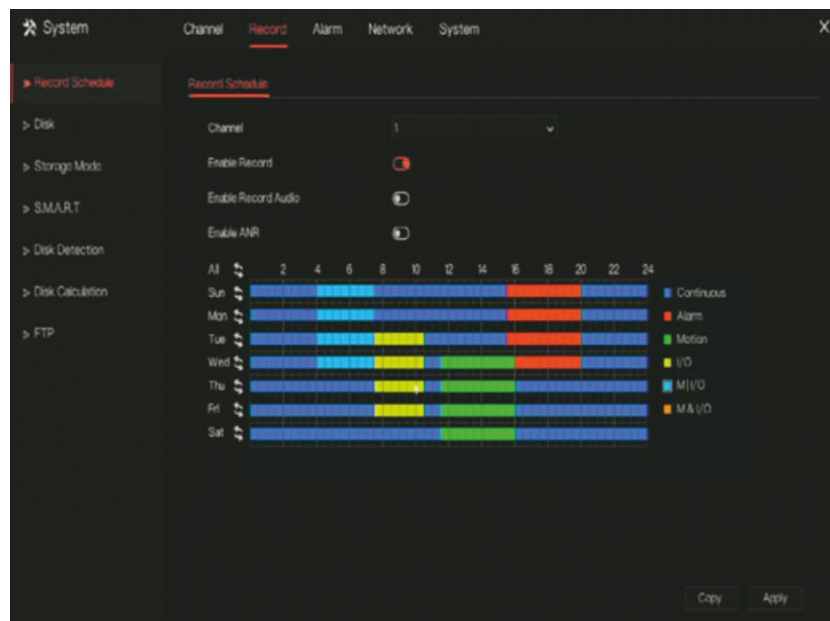 System
Channel Record Alarm Network System X
> Record Schedule
> Disk
> Storage Mode
> S.M.A.R.T
> Disk Detection
> Disk Calculation
> FTP
Record Schedule
Channel 1
Enable Record
Enable Record Audio
Enable ANR
All 2 4 6 8 10 12 14 16 18 20 22 24
Sun
Mon
Tue
Wed
Thu
Fri
Sat
Continuous
Alarm
Motion
I/O
M|I/O
M & I/O
Copy Apply